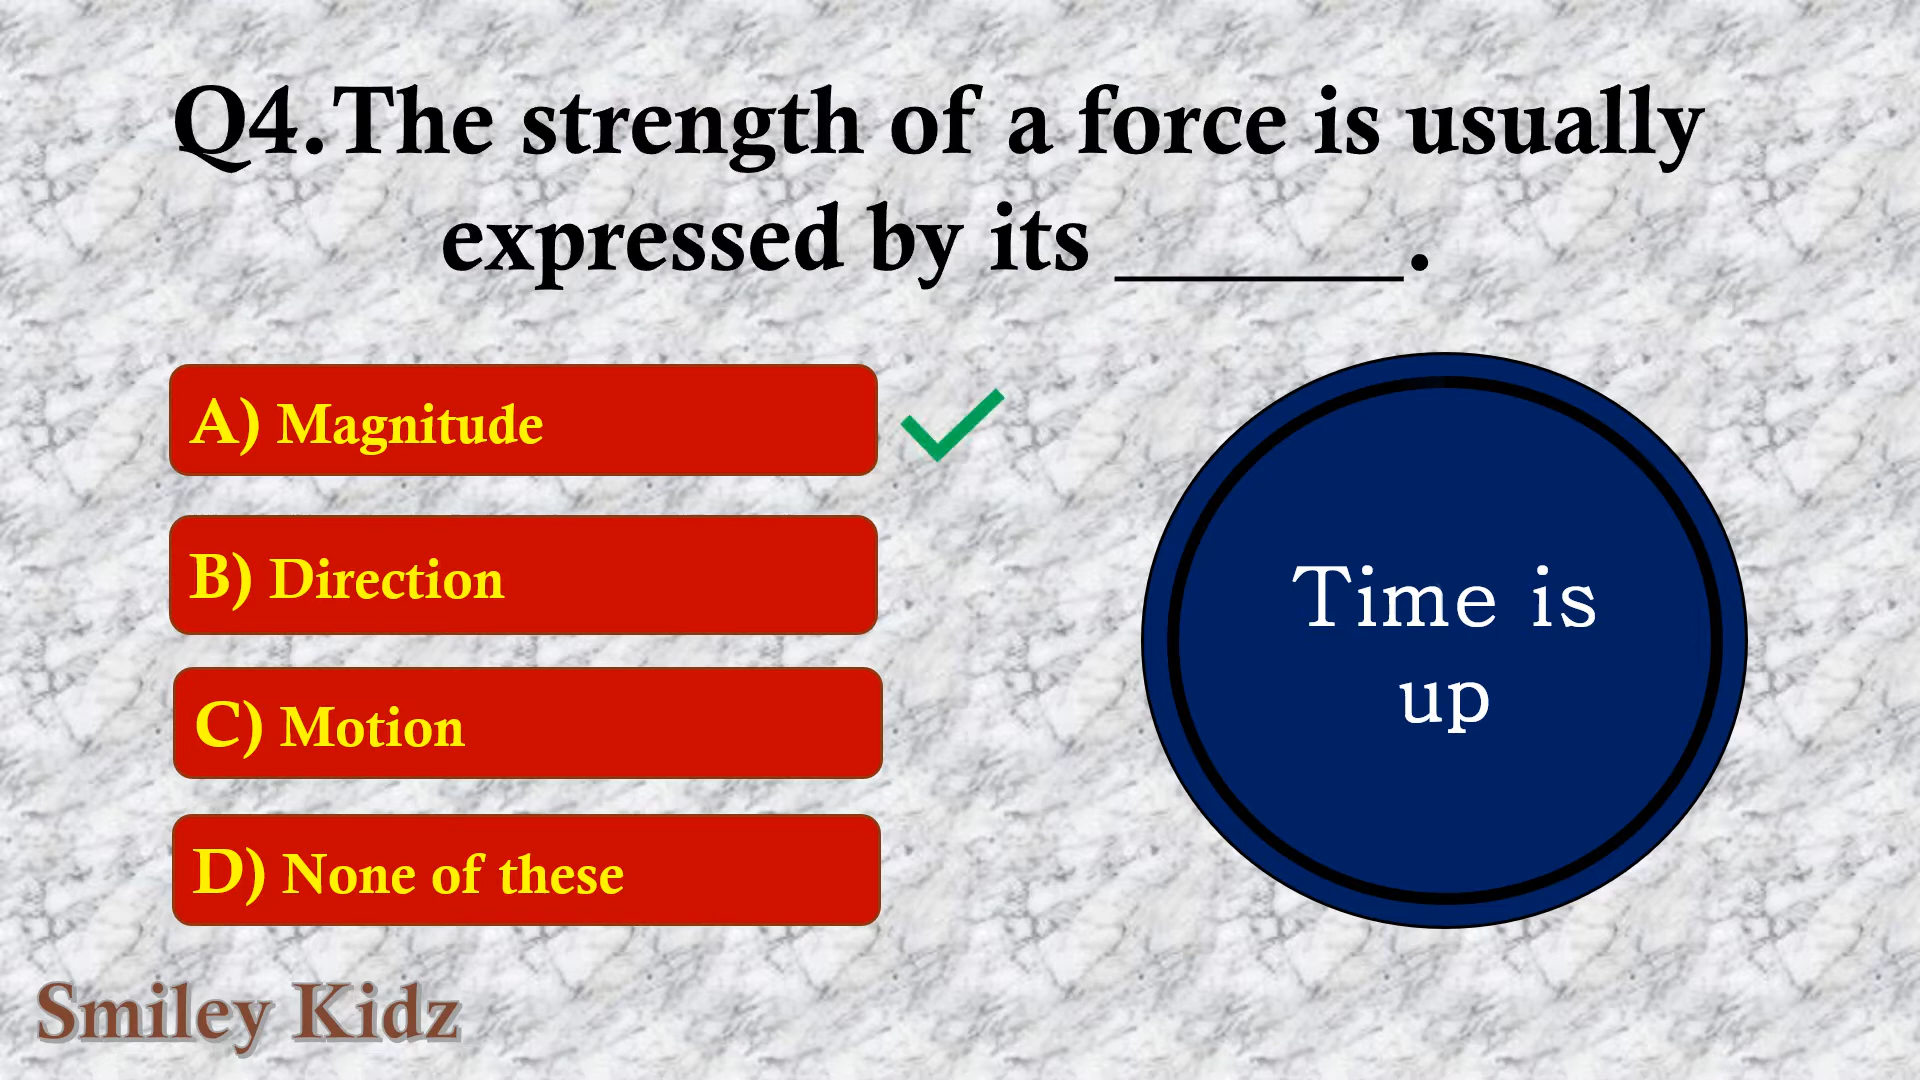 Q4.The strength of a force is usually
expressed by its ______.
A) Magnitude
B) Direction
C) Motion
D) None of these
Time is
up
Smiley Kidz